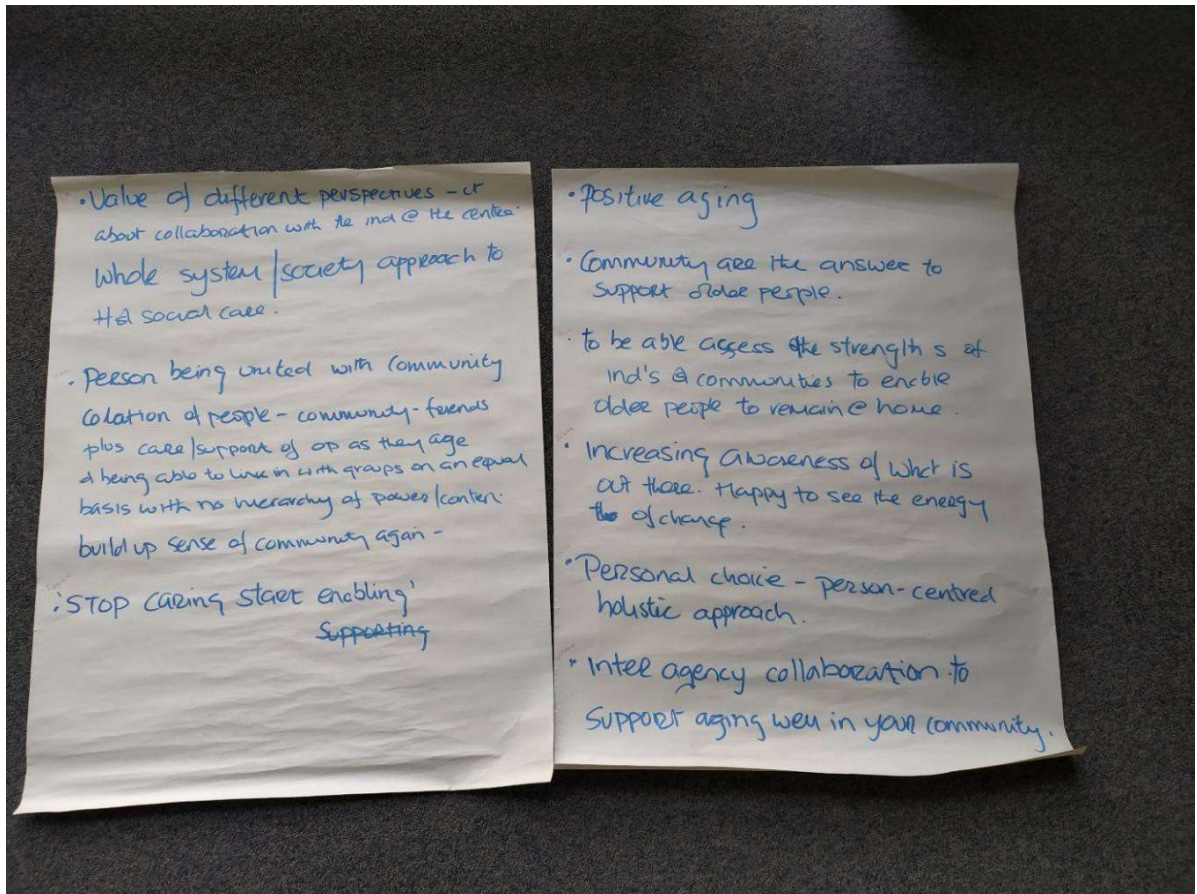 • Value of different perspectives - it
about collaboration with the ind @ the center.
whole system/society approach to
H& social care.
• Person being united with community
Colation of people - community - friends
plus care/support of op as they age
& being able to link in with groups on an equal
basis with no hierarchy of power/
build up sense of community again -
• 'STOP caring start enabling'
Supporting
• Positive aging
• Community are the answer to
support older people.
• to be able access the strength s of
ind's & communities to enable
older people to remain @ home.
• Increasing awareness of what is
out there. Happy to see the energy
of change.
• Personal choice - person-centred
holistic approach.
• Inter agency collaboration to
support aging well in your community.